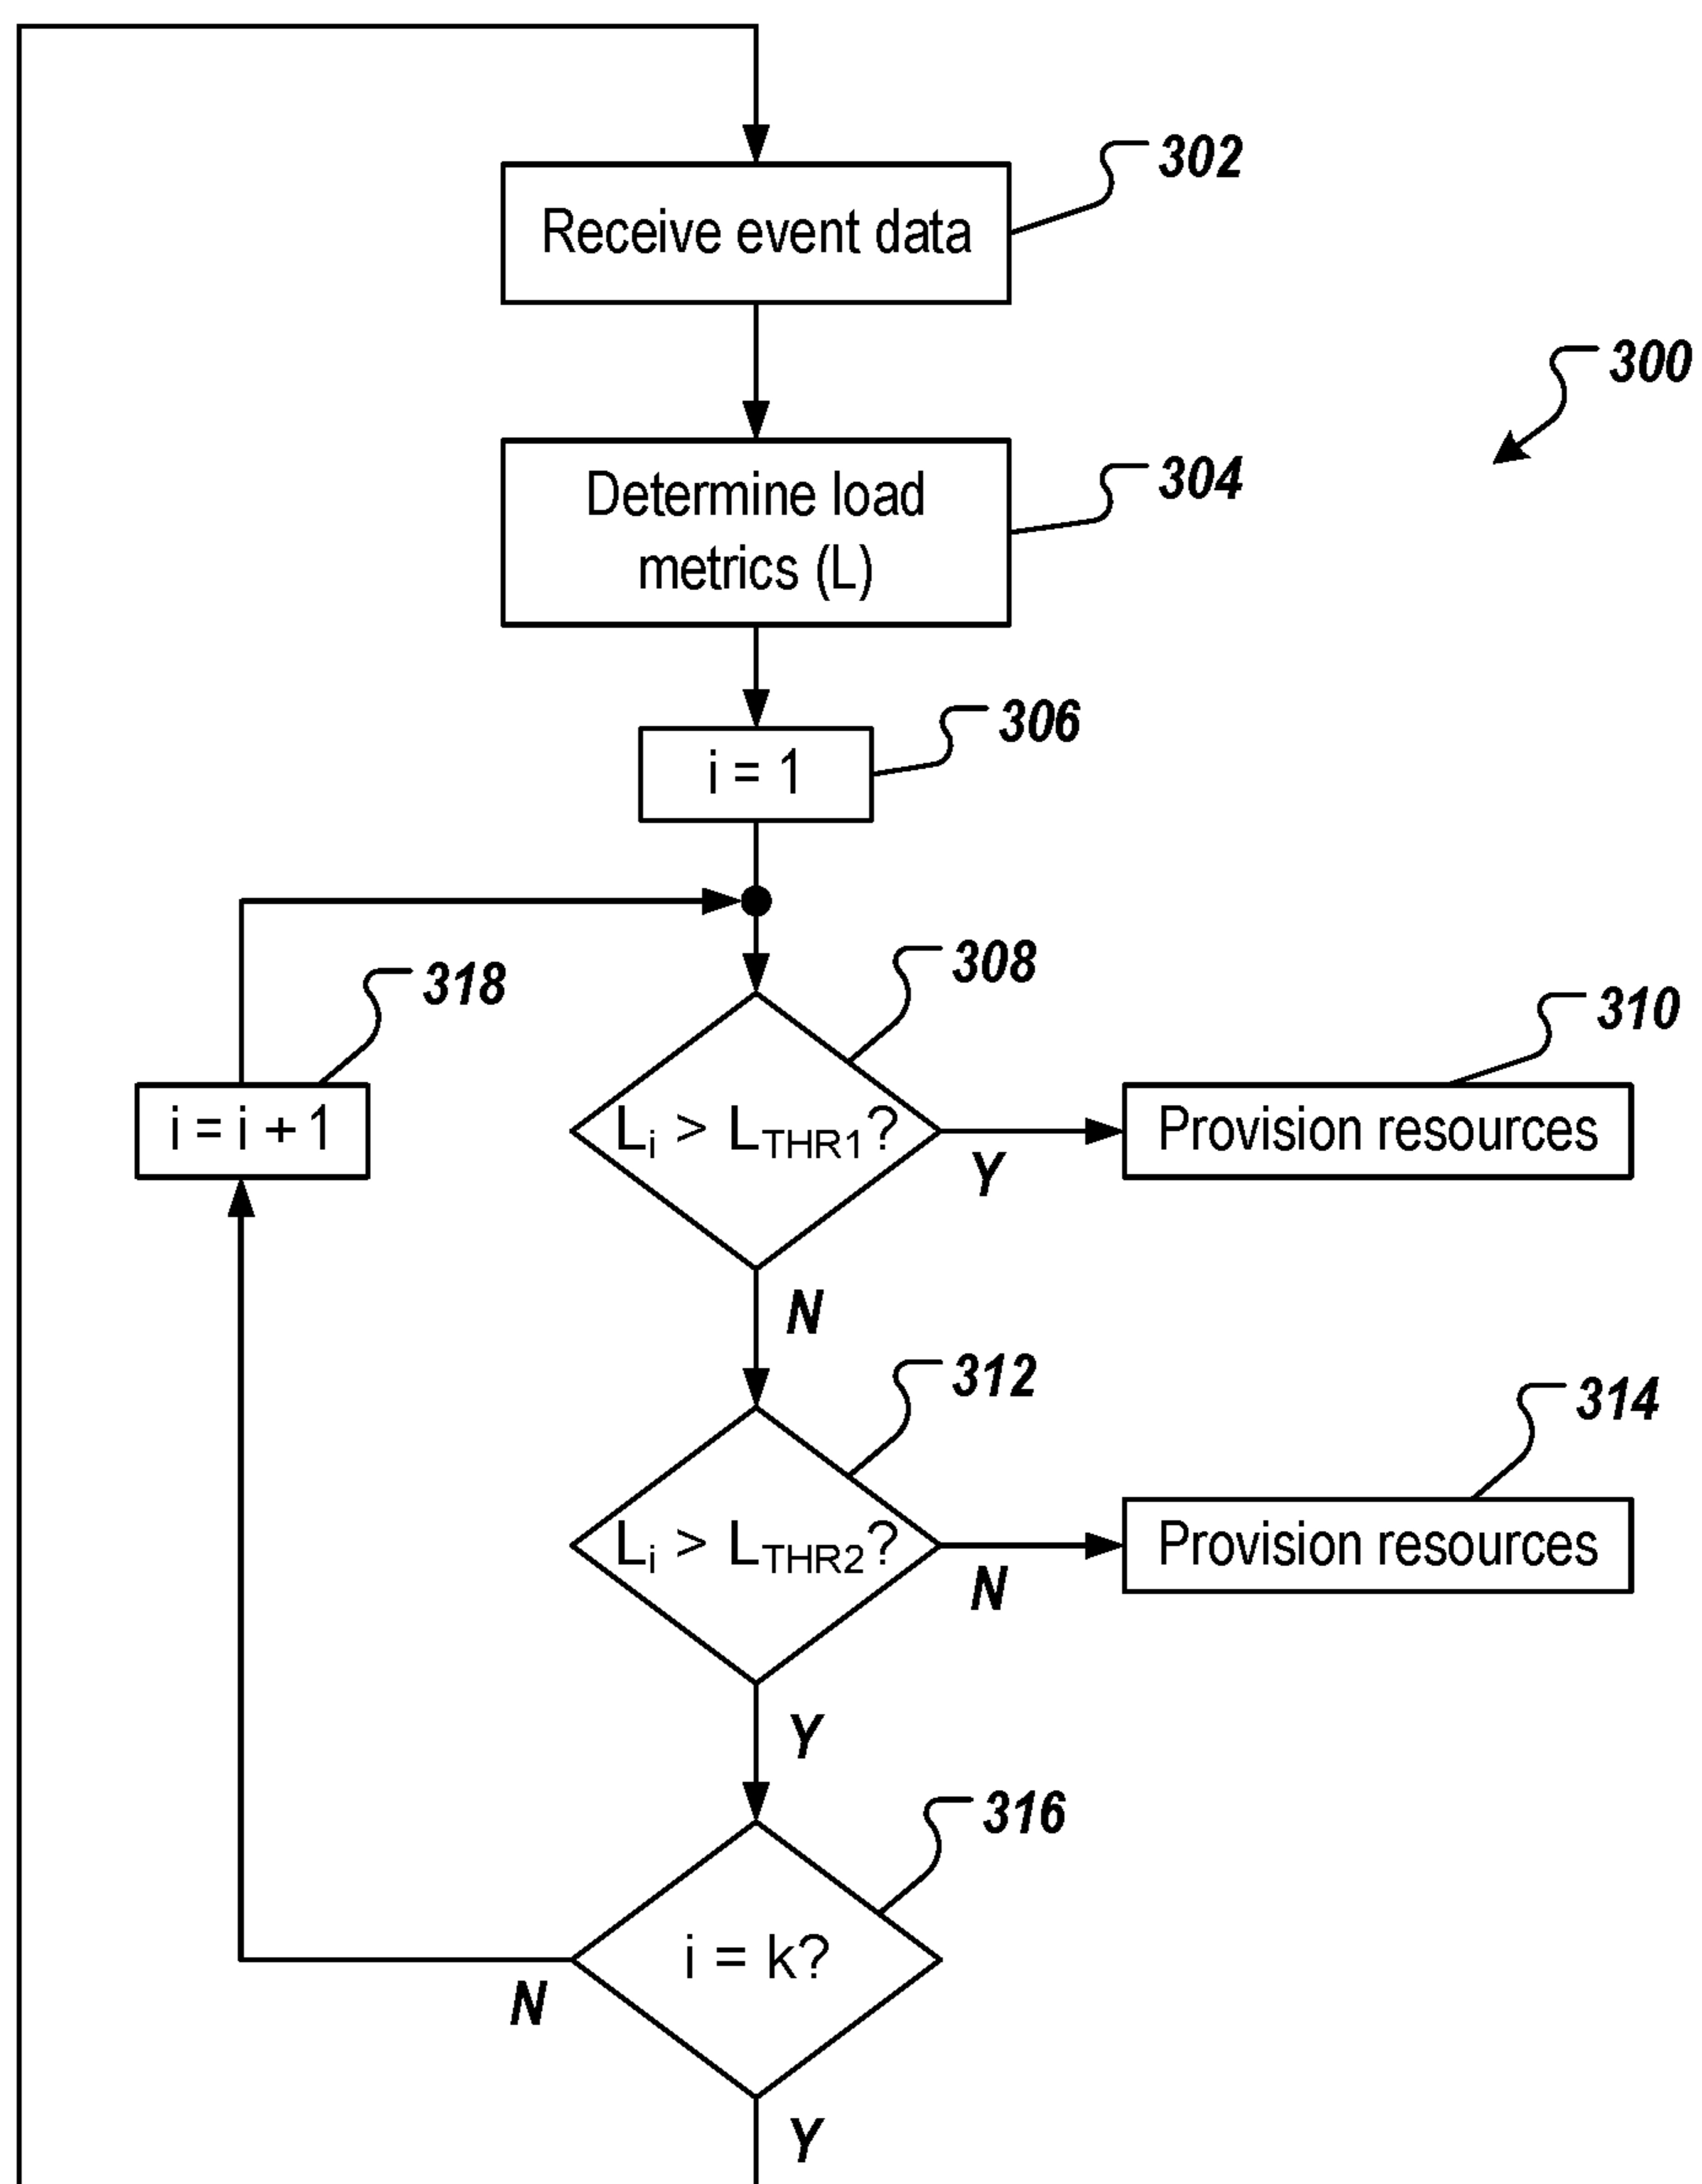 302
Receive event data
300
304
Determine load
metrics (L)
306
i = 1
308
318
310
i = i + 1
Li > LTHR1?
Provision resources
Y
N
312
314
Li > LTHR2?
Provision resources
N
Y
316
i = k?
N
Y